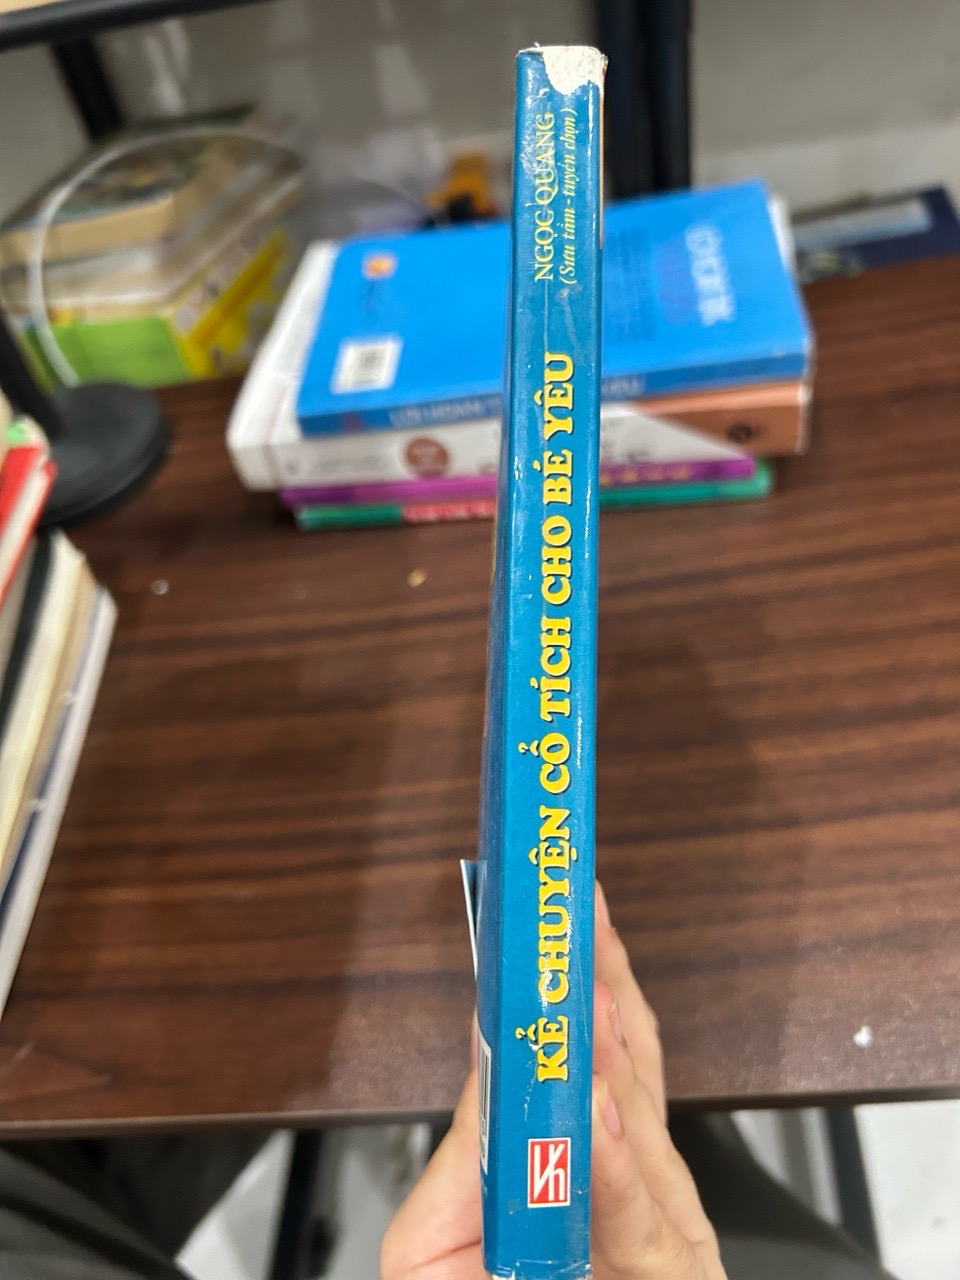 NGỌC QUANG
(Sưu tầm - tuyển chọn)
KỂ CHUYỆN CỔ TÍCH CHO BÉ YÊU